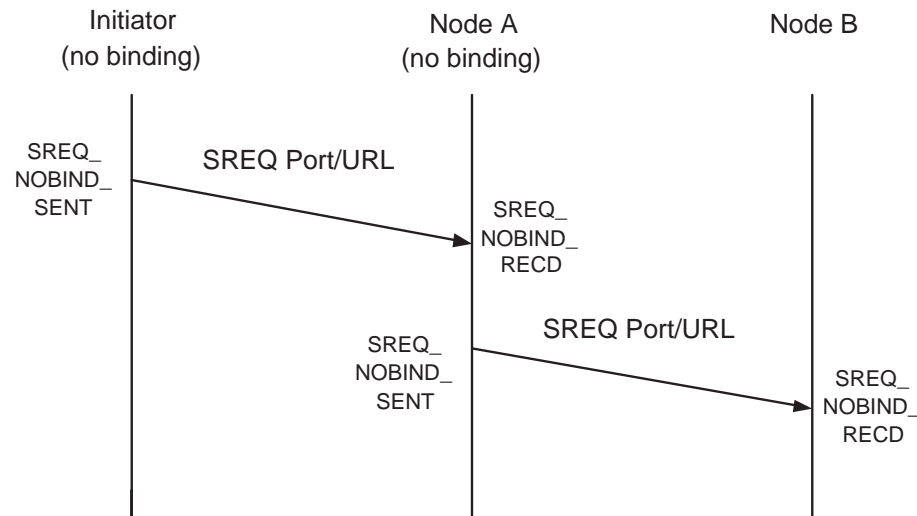 Initiator
(no binding)
Node A
(no binding)
Node B
SREQ_
NOBIND_
SENT
SREQ Port/URL
SREQ_
NOBIND_
RECD
SREQ_
NOBIND_
SENT
SREQ Port/URL
SREQ_
NOBIND_
RECD